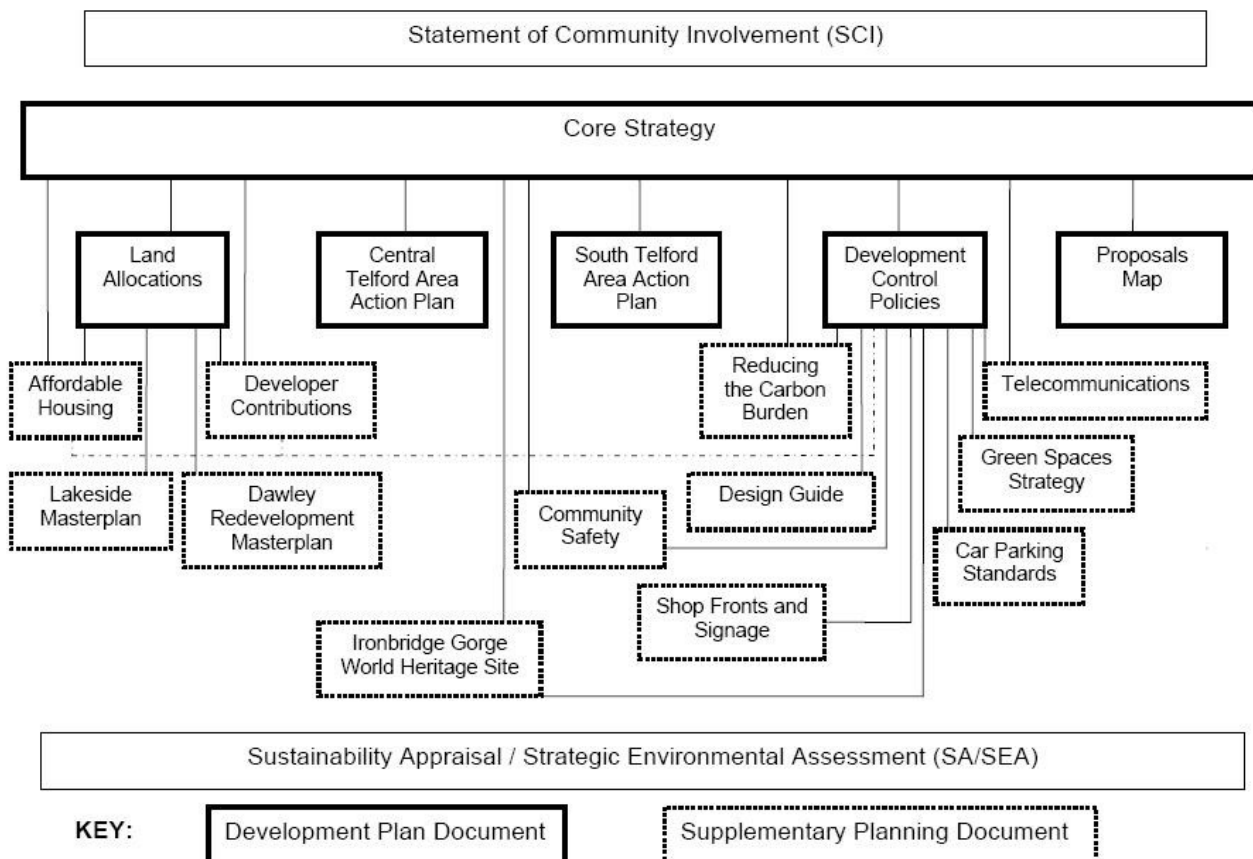 Statement of Community Involvement (SCI)
Core Strategy
Land
Allocations
Central
Telford Area
Action Plan
South Telford
Area Action
Plan
Development
Control
Policies
Proposals
Map
Affordable
Housing
Developer
Contributions
Reducing
the Carbon
Burden
Telecommunications
Lakeside
Masterplan
Dawley
Redevelopment
Masterplan
Community
Safety
Design Guide
Green Spaces
Strategy
Car Parking
Standards
Shop Fronts and
Signage
Ironbridge Gorge
World Heritage Site
Sustainability Appraisal / Strategic Environmental Assessment (SA/SEA)
KEY:
Development Plan Document
Supplementary Planning Document